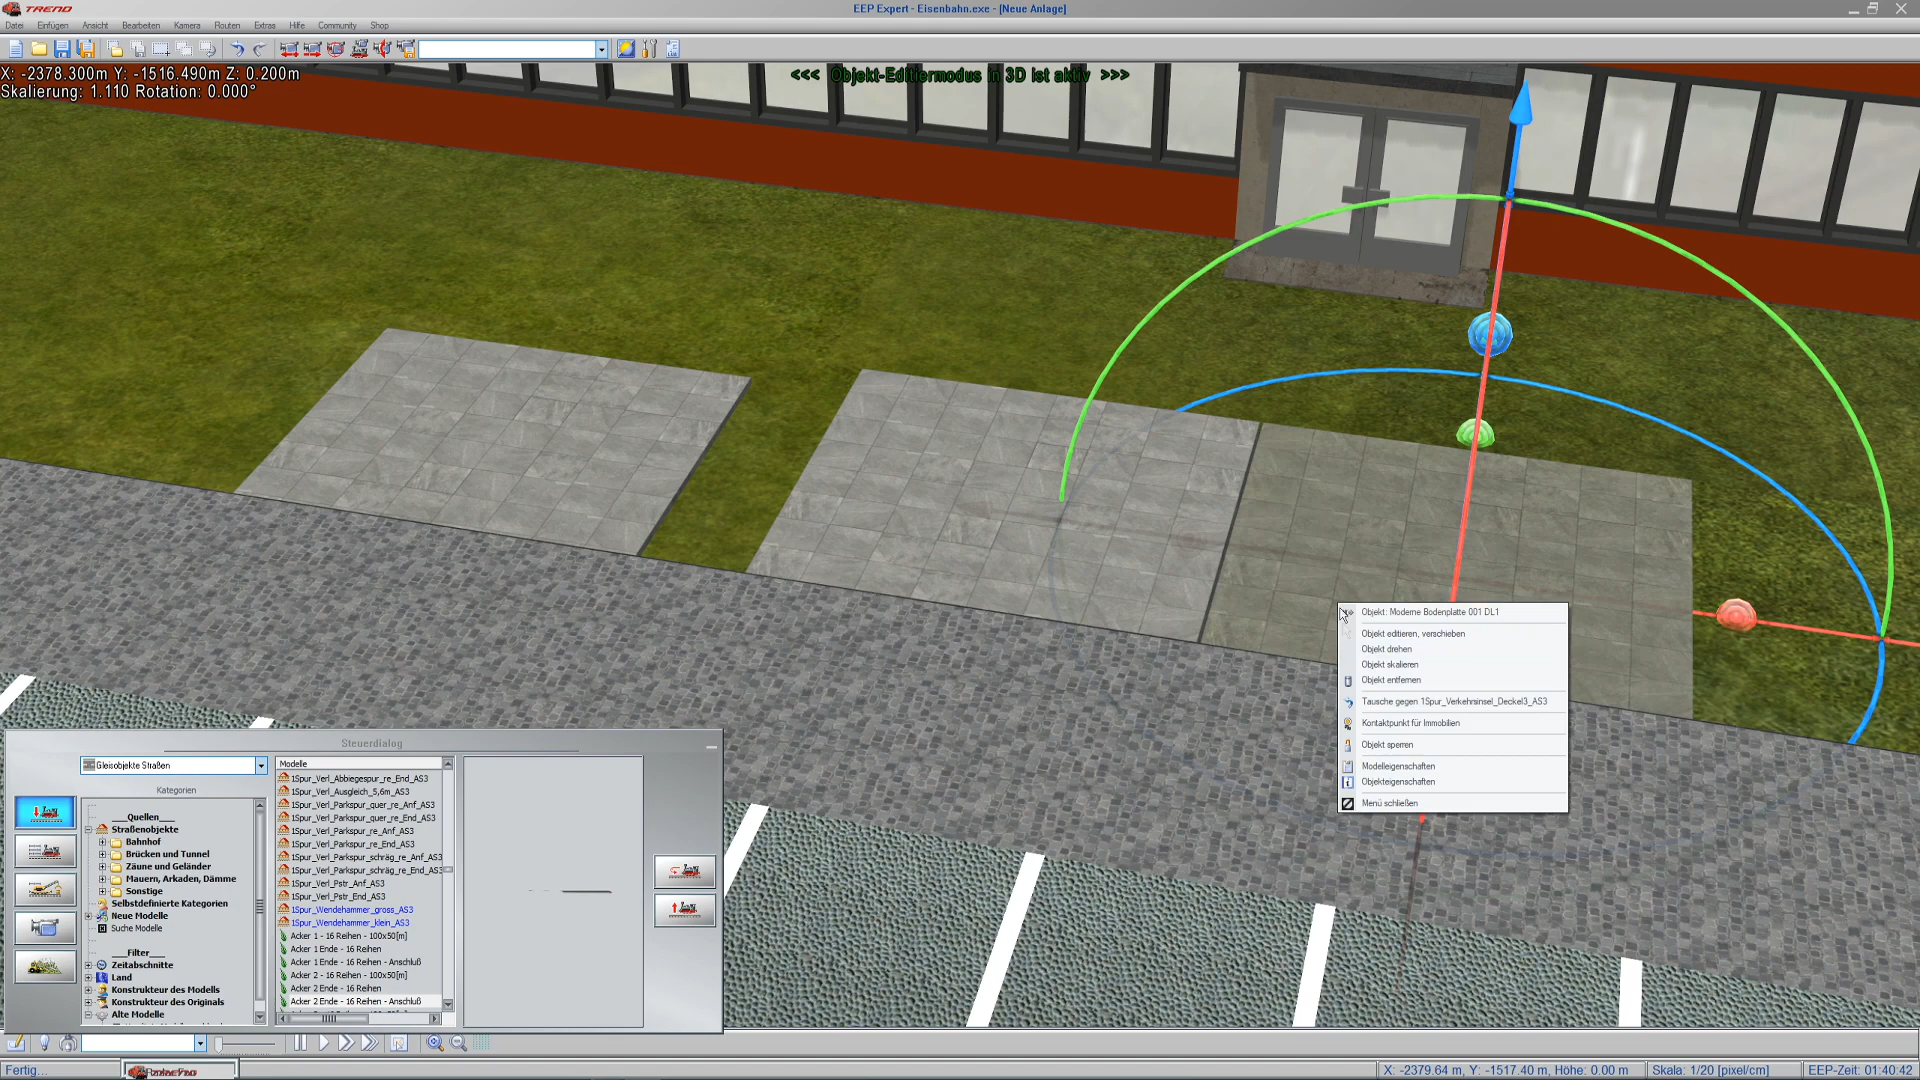 TREND
EEP Expert - Eisenbahn.exe - [Neue Anlage]
Datei Einfügen Ansicht Bearbeiten Kamera Routen Extras Hilfe Community Shop
X: -2378.300m Y: -1516.490m Z: 0.200m
Skalierung: 1.110 Rotation: 0.000°
<<< Objekt-Editiermodus in 3D ist aktiv >>>
Objekt: Moderne Bodenplatte 001 DL1
Objekt editieren, verschieben
Objekt drehen
Objekt skalieren
Objekt entfernen
Tausche gegen 1Spur_Verkehrsinsel_Deckel3_AS3
Kontaktpunkt für Immobilien
Objekt sperren
Modelleigenschaften
Objekteigenschaften
Menü schließen
Steuerdialog
Gleisobjekte Straßen
Kategorien
___Quellen___
Straßenobjekte
Bahnhof
Brücken und Tunnel
Zäune und Geländer
Mauern, Arkaden, Dämme
Sonstige
Selbstdefinierte Kategorien
Neue Modelle
Suche Modelle
___Filter___
Zeitabschnitte
Land
Konstrukteur des Modells
Konstrukteur des Originals
Alte Modelle
Modelle
1Spur_Verl_Abbiegespur_re_End_AS3
1Spur_Verl_Ausgleich_5,6m_AS3
1Spur_Verl_Parkspur_quer_re_Anf_AS3
1Spur_Verl_Parkspur_quer_re_End_AS3
1Spur_Verl_Parkspur_re_Anf_AS3
1Spur_Verl_Parkspur_re_End_AS3
1Spur_Verl_Parkspur_schräg_re_Anf_AS3
1Spur_Verl_Parkspur_schräg_re_End_AS3
1Spur_Verl_Pstr_Anf_AS3
1Spur_Verl_Pstr_End_AS3
1Spur_Wendehammer_gross_AS3
1Spur_Wendehammer_klein_AS3
Acker 1 - 16 Reihen - 100x50[m]
Acker 1 Ende - 16 Reihen
Acker 1 Ende - 16 Reihen - Anschluß
Acker 2 - 16 Reihen - 100x50[m]
Acker 2 Ende - 16 Reihen
Acker 2 Ende - 16 Reihen - Anschluß
Fertig...
X: -2379.64 m, Y: -1517.40 m, Höhe: 0.00 m
Skala: 1/20 [pixel/cm]
EEP-Zeit: 01:40:42